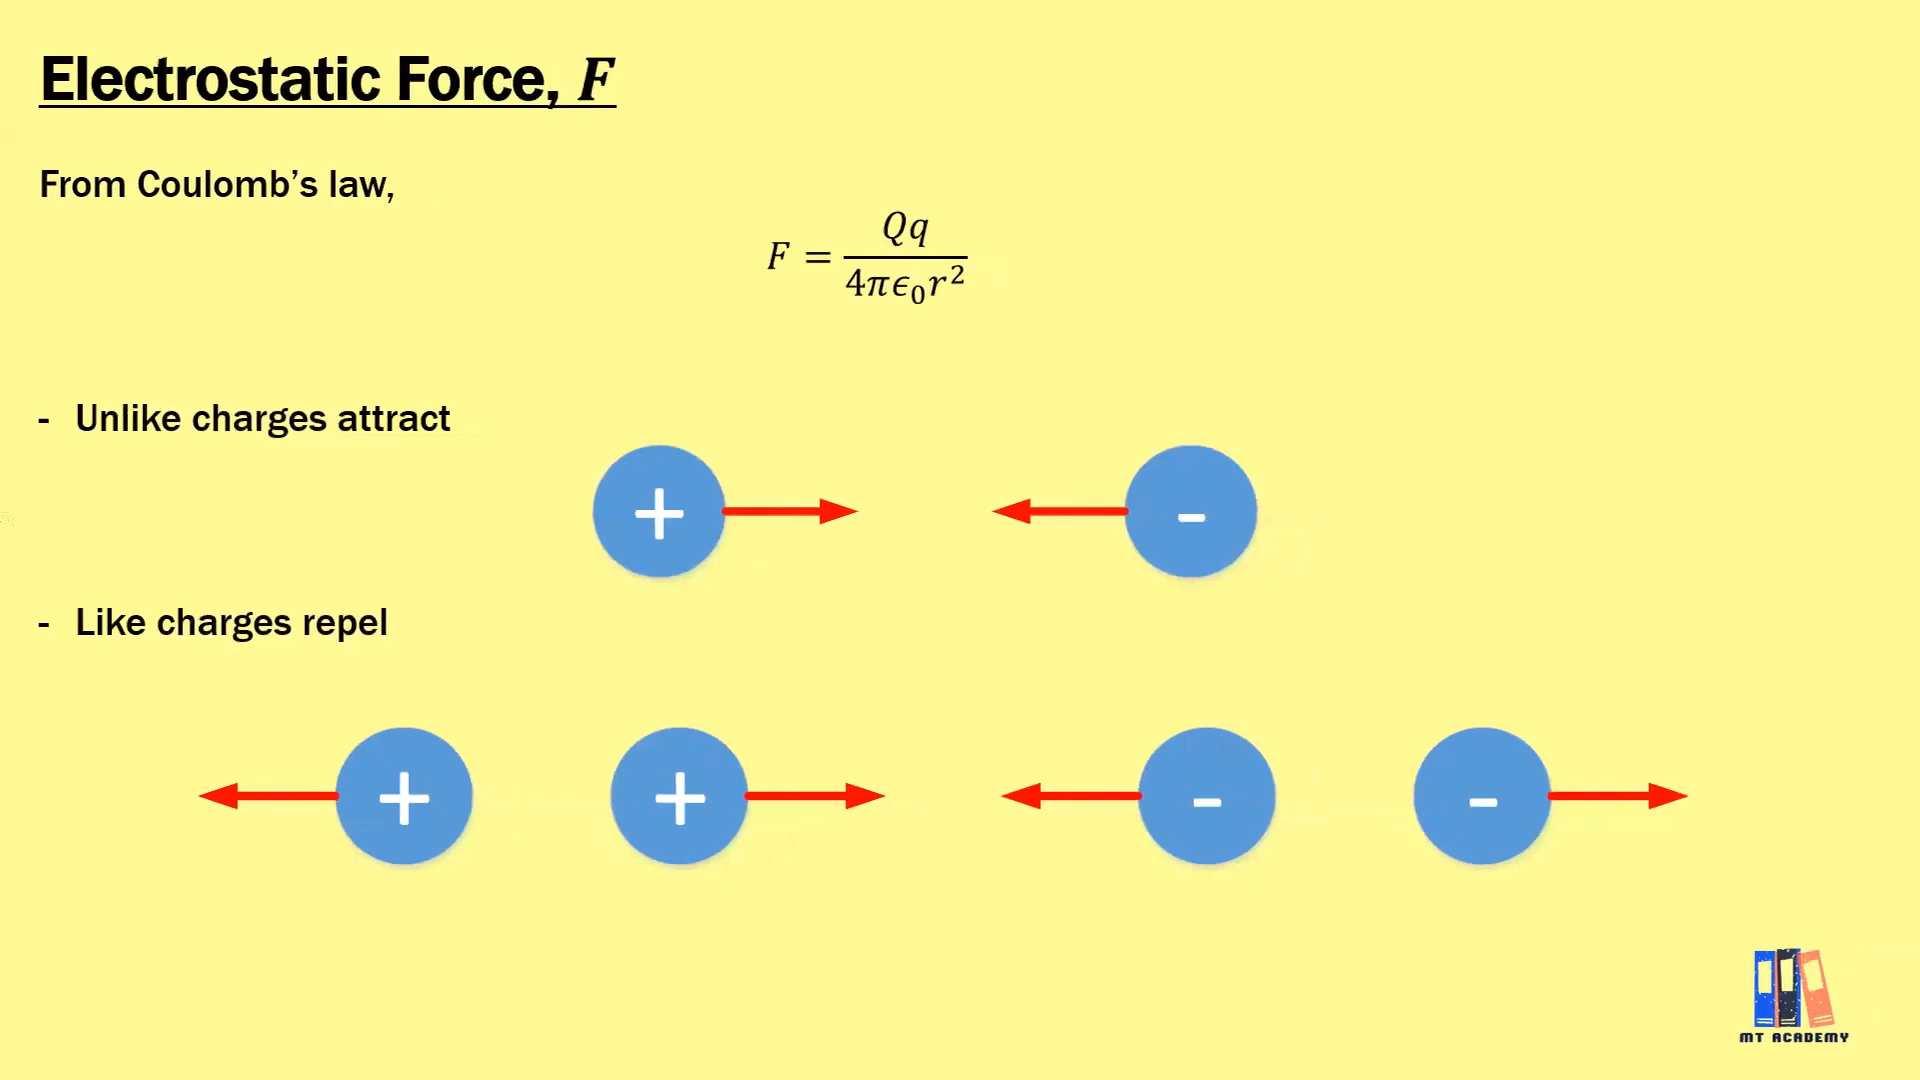 Electrostatic Force, F
From Coulomb’s law,
F = Qq / 4πϵ₀r²
- Unlike charges attract
+ -
- Like charges repel
+ + - -
MT ACADEMY